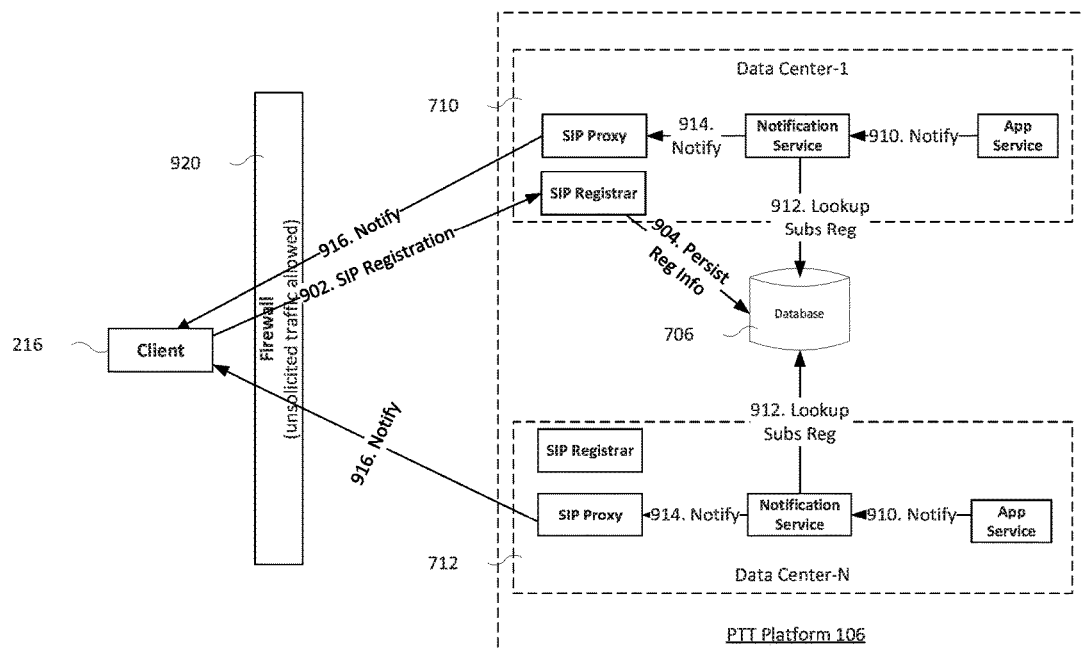 Data Center-1
710
SIP Proxy
914.
Notify
Notification
Service
910. Notify
App
Service
920
SIP Registrar
912. Lookup
Subs Reg
916. Notify
902. SIP Registration
904. Persist
Reg Info
Firewall
(unsolicited traffic allowed)
Database
706
216
Client
912. Lookup
Subs Reg
916. Notify
SIP Registrar
SIP Proxy
914. Notify
Notification
Service
910. Notify
App
Service
712
Data Center-N
PTT Platform 106